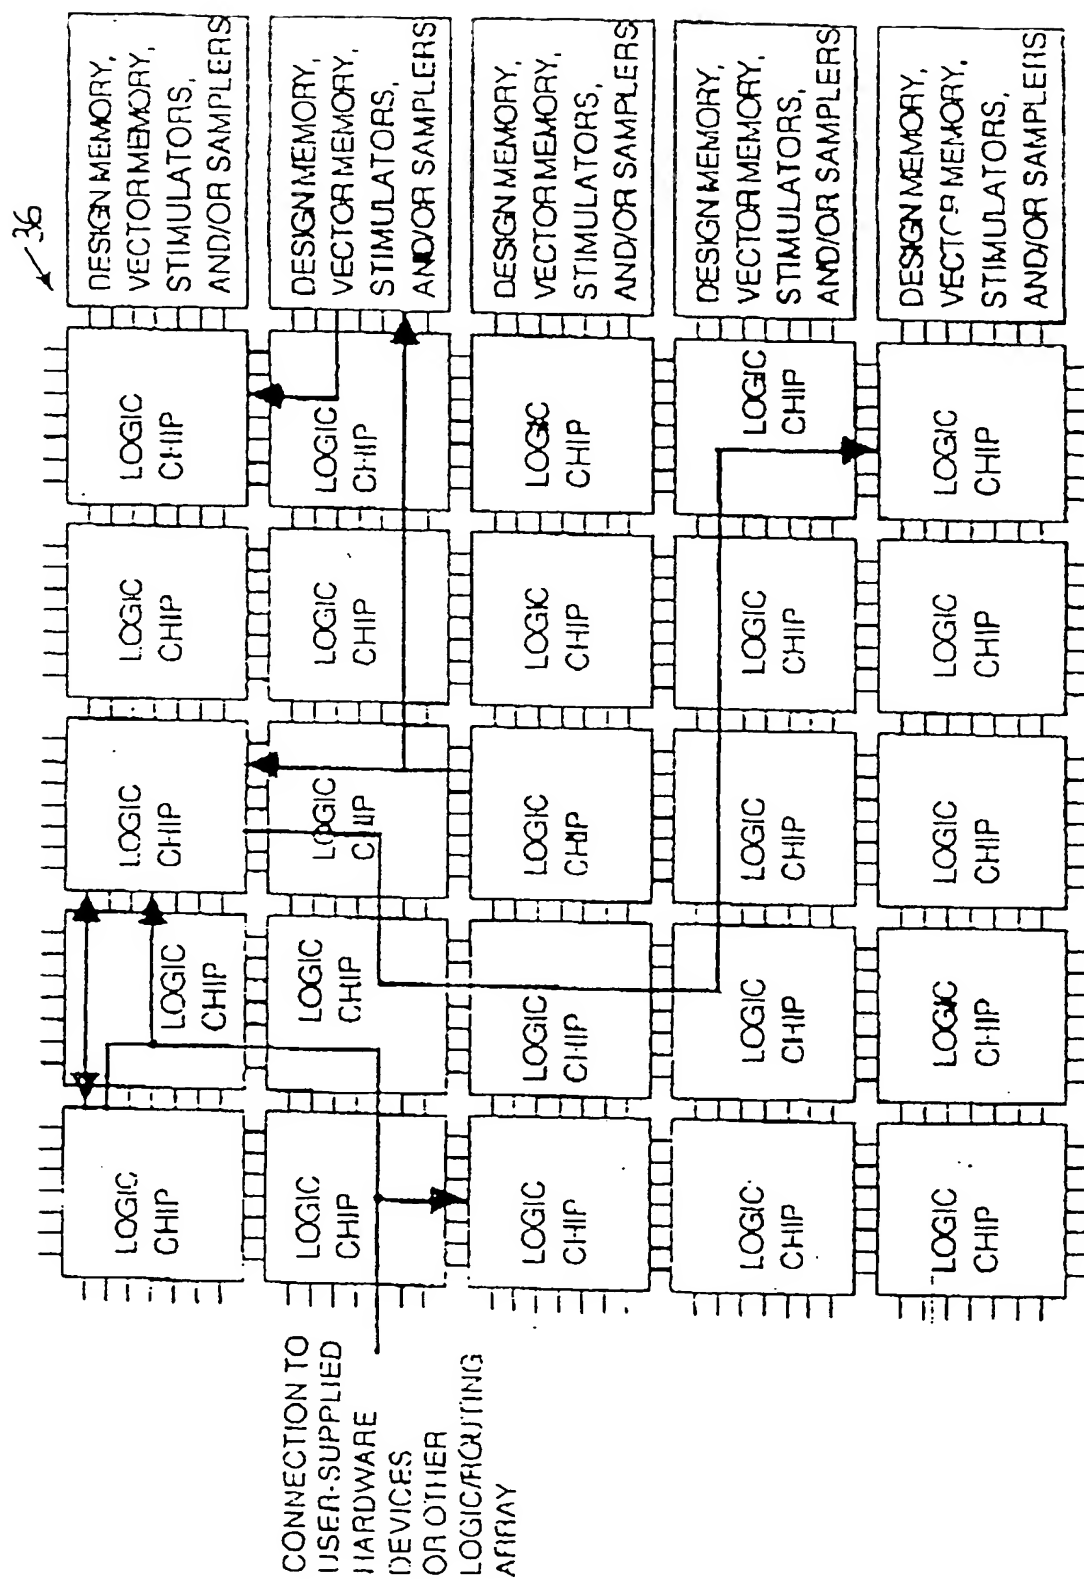 36
LOGIC
CHIP
LOGIC
CHIP
LOGIC
CHIP
LOGIC
CHIP
LOGIC
CHIP
DESIGN MEMORY,
VECTOR MEMORY,
STIMULATORS,
AND/OR SAMPLERS
CONNECTION TO
USER-SUPPLIED
HARDWARE
DEVICES
OR OTHER
LOGIC/ROUTING
ARRAY
LOGIC
CHIP
LOGIC
CHIP
LOGIC
CHIP
LOGIC
CHIP
LOGIC
CHIP
DESIGN MEMORY,
VECTOR MEMORY,
STIMULATORS,
AND/OR SAMPLERS
LOGIC
CHIP
LOGIC
CHIP
LOGIC
CHIP
LOGIC
CHIP
LOGIC
CHIP
DESIGN MEMORY,
VECTOR MEMORY,
STIMULATORS,
AND/OR SAMPLERS
LOGIC
CHIP
LOGIC
CHIP
LOGIC
CHIP
LOGIC
CHIP
LOGIC
CHIP
DESIGN MEMORY,
VECTOR MEMORY,
STIMULATORS,
AND/OR SAMPLERS
LOGIC
CHIP
LOGIC
CHIP
LOGIC
CHIP
LOGIC
CHIP
LOGIC
CHIP
DESIGN MEMORY,
VECTOR MEMORY,
STIMULATORS,
AND/OR SAMPLERS